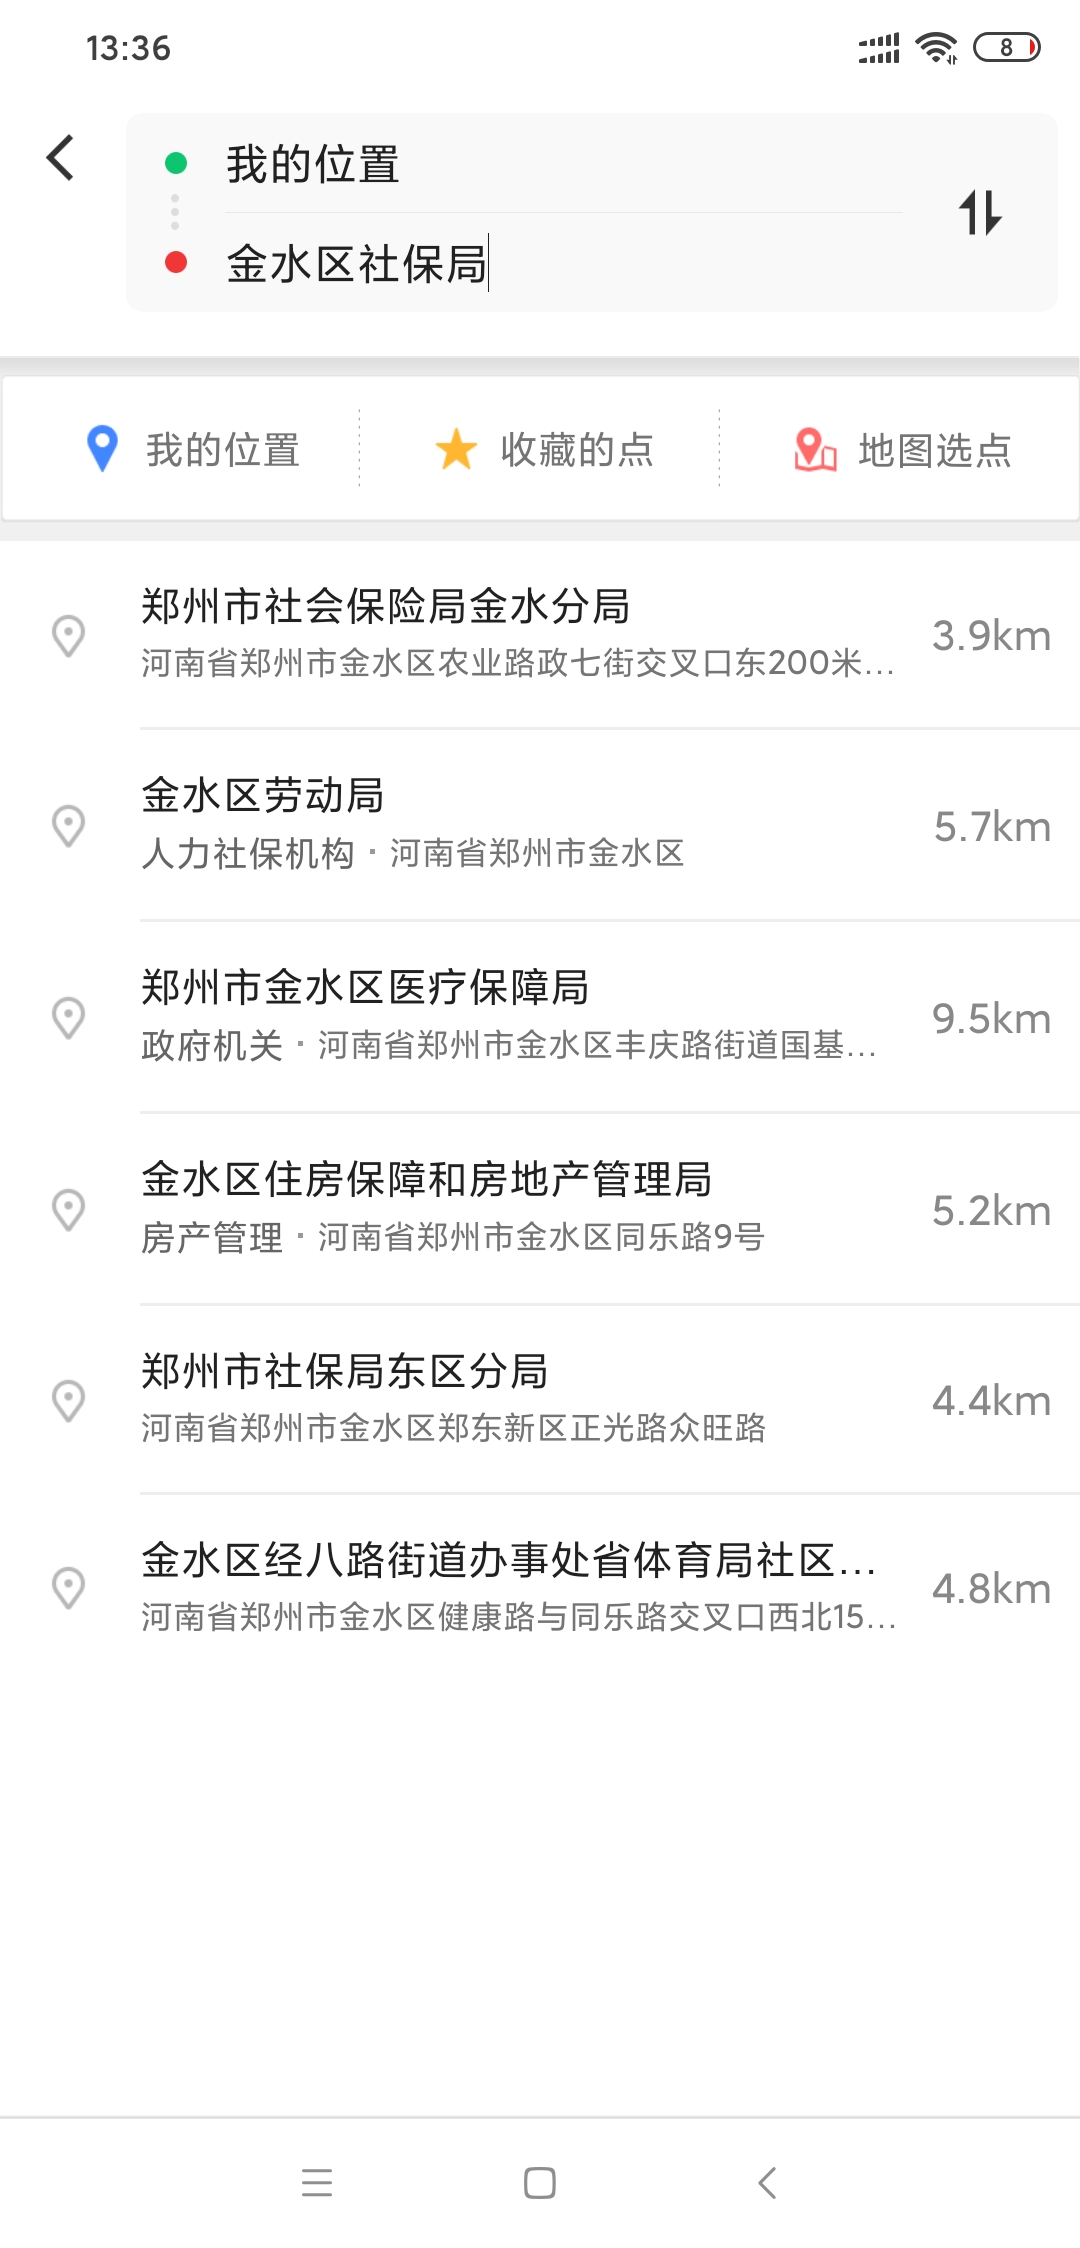 13:36
8
我的位置
金水区社保局
我的位置
收藏的点
地图选点
郑州市社会保险局金水分局
河南省郑州市金水区农业路政七街交叉口东200米...
3.9km
金水区劳动局
人力社保机构 · 河南省郑州市金水区
5.7km
郑州市金水区医疗保障局
政府机关 · 河南省郑州市金水区丰庆路街道国基...
9.5km
金水区住房保障和房地产管理局
房产管理 · 河南省郑州市金水区同乐路9号
5.2km
郑州市社保局东区分局
河南省郑州市金水区郑东新区正光路众旺路
4.4km
金水区经八路街道办事处省体育局社区...
河南省郑州市金水区健康路与同乐路交叉口西北15...
4.8km